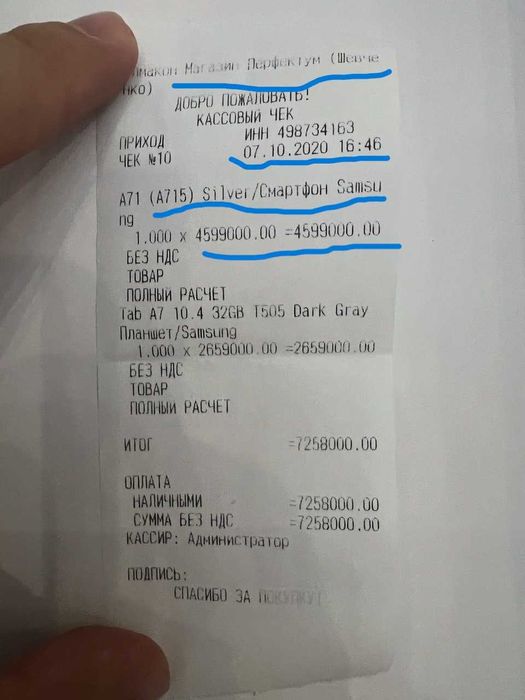 Магазин Перфектум (Шевче
нко)
ДОБРО ПОЖАЛОВАТЬ!
КАССОВЫЙ ЧЕК
ПРИХОД ИНН 498734163
ЧЕК №10 07.10.2020 16:46
A71 (A715) Silver/Смартфон Samsu
ng
1.000 x 4599000.00 =4599000.00
БЕЗ НДС
ТОВАР
ПОЛНЫЙ РАСЧЕТ
Tab A7 10.4 32GB T505 Dark Gray
Планшет/Samsung
1.000 x 2659000.00 =2659000.00
БЕЗ НДС
ТОВАР
ПОЛНЫЙ РАСЧЕТ
ИТОГ =7258000.00
ОПЛАТА
НАЛИЧНЫМИ =7258000.00
СУММА БЕЗ НДС =7258000.00
КАССИР: Администратор
ПОДПИСЬ:
СПАСИБО ЗА ПОКУПКУ!